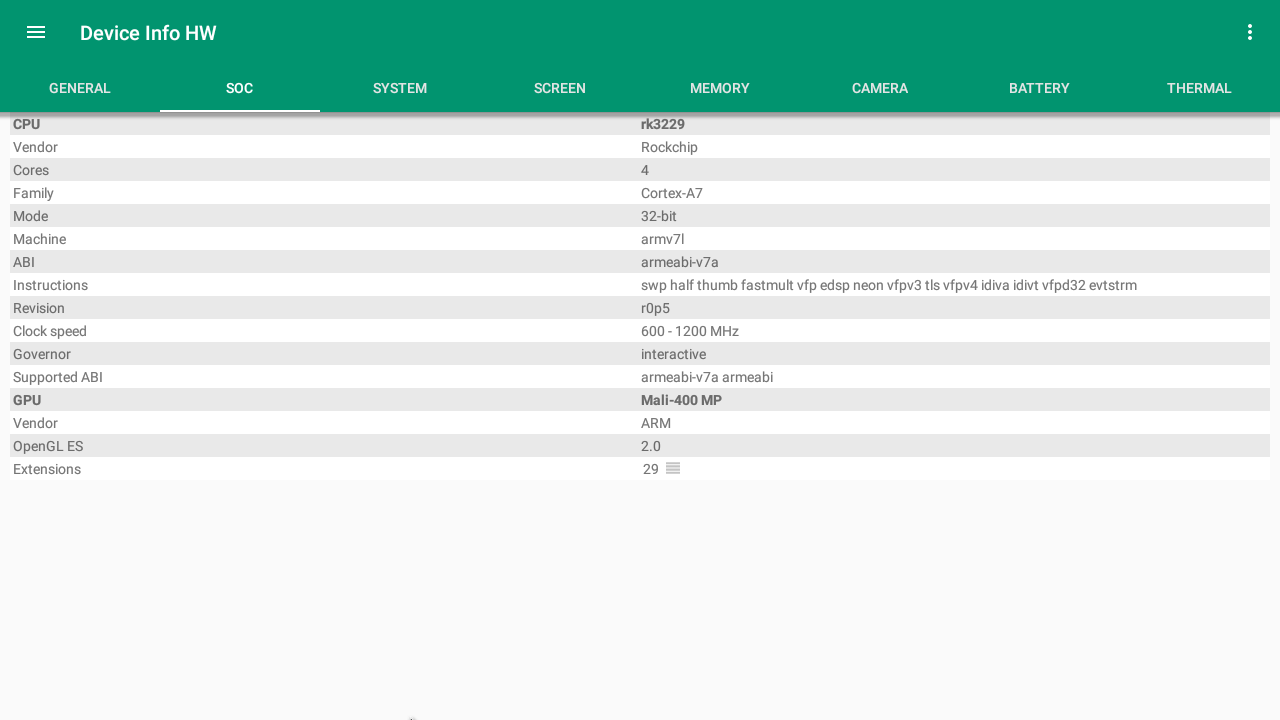 Device Info HW
GENERAL SOC SYSTEM SCREEN MEMORY CAMERA BATTERY THERMAL
CPU rk3229
Vendor Rockchip
Cores 4
Family Cortex-A7
Mode 32-bit
Machine armv7l
ABI armeabi-v7a
Instructions swp half thumb fastmult vfp edsp neon vfpv3 tls vfpv4 idiva idivt vfpd32 evtstrm
Revision r0p5
Clock speed 600 - 1200 MHz
Governor interactive
Supported ABI armeabi-v7a armeabi
GPU Mali-400 MP
Vendor ARM
OpenGL ES 2.0
Extensions 29